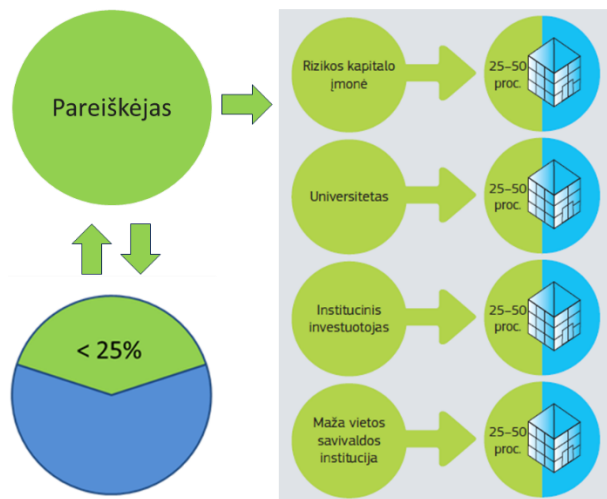 Pareiškėjas
< 25%
Rizikos kapitalo
įmonė
25–50
proc.
Universitetas
25–50
proc.
Institucinis
investuotojas
25–50
proc.
Maža vietos
savivaldos
institucija
25–50
proc.